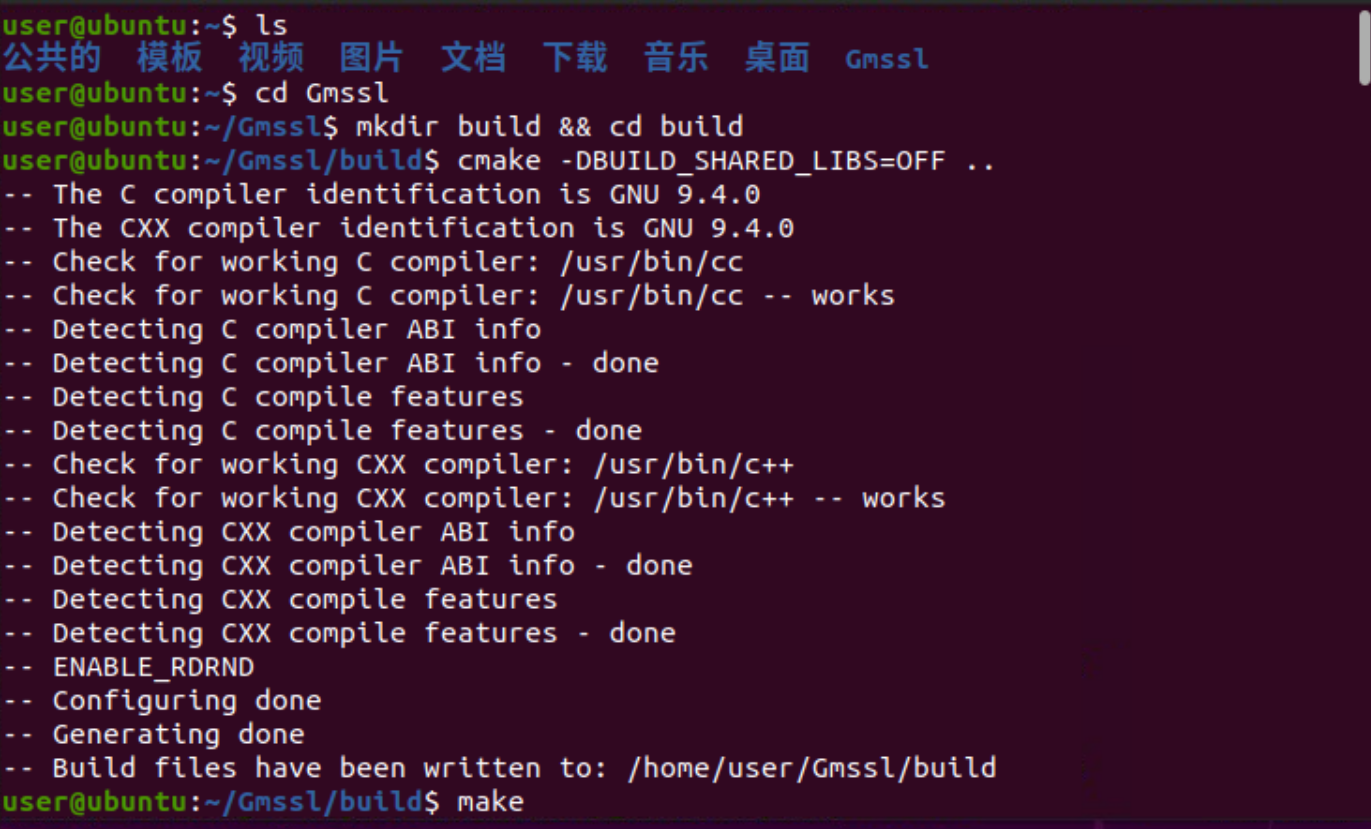 user@ubuntu:~$ ls
公共的 模板 视频 图片 文档 下载 音乐 桌面 Gmssl
user@ubuntu:~$ cd Gmssl
user@ubuntu:~/Gmssl$ mkdir build && cd build
user@ubuntu:~/Gmssl/build$ cmake -DBUILD_SHARED_LIBS=OFF ..
-- The C compiler identification is GNU 9.4.0
-- The CXX compiler identification is GNU 9.4.0
-- Check for working C compiler: /usr/bin/cc
-- Check for working C compiler: /usr/bin/cc -- works
-- Detecting C compiler ABI info
-- Detecting C compiler ABI info - done
-- Detecting C compile features
-- Detecting C compile features - done
-- Check for working CXX compiler: /usr/bin/c++
-- Check for working CXX compiler: /usr/bin/c++ -- works
-- Detecting CXX compiler ABI info
-- Detecting CXX compiler ABI info - done
-- Detecting CXX compile features
-- Detecting CXX compile features - done
-- ENABLE_RDRND
-- Configuring done
-- Generating done
-- Build files have been written to: /home/user/Gmssl/build
user@ubuntu:~/Gmssl/build$ make